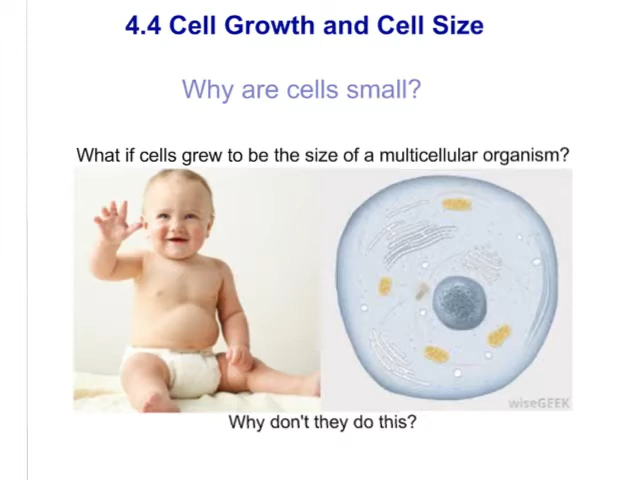 4.4 Cell Growth and Cell Size
Why are cells small?
What if cells grew to be the size of a multicellular organism?
wiseGEEK
Why don't they do this?